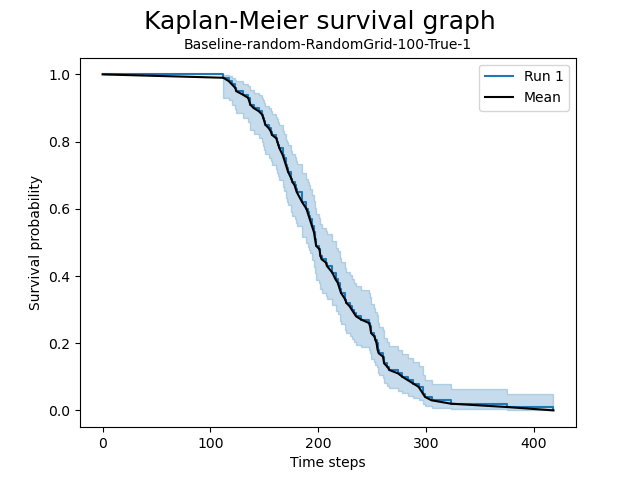 Kaplan-Meier survival graph
Baseline-random-RandomGrid-100-True-1
1.0
0.8
0.6
0.4
0.2
0.0
Survival probability
Run 1
Mean
0 100 200 300 400
Time steps